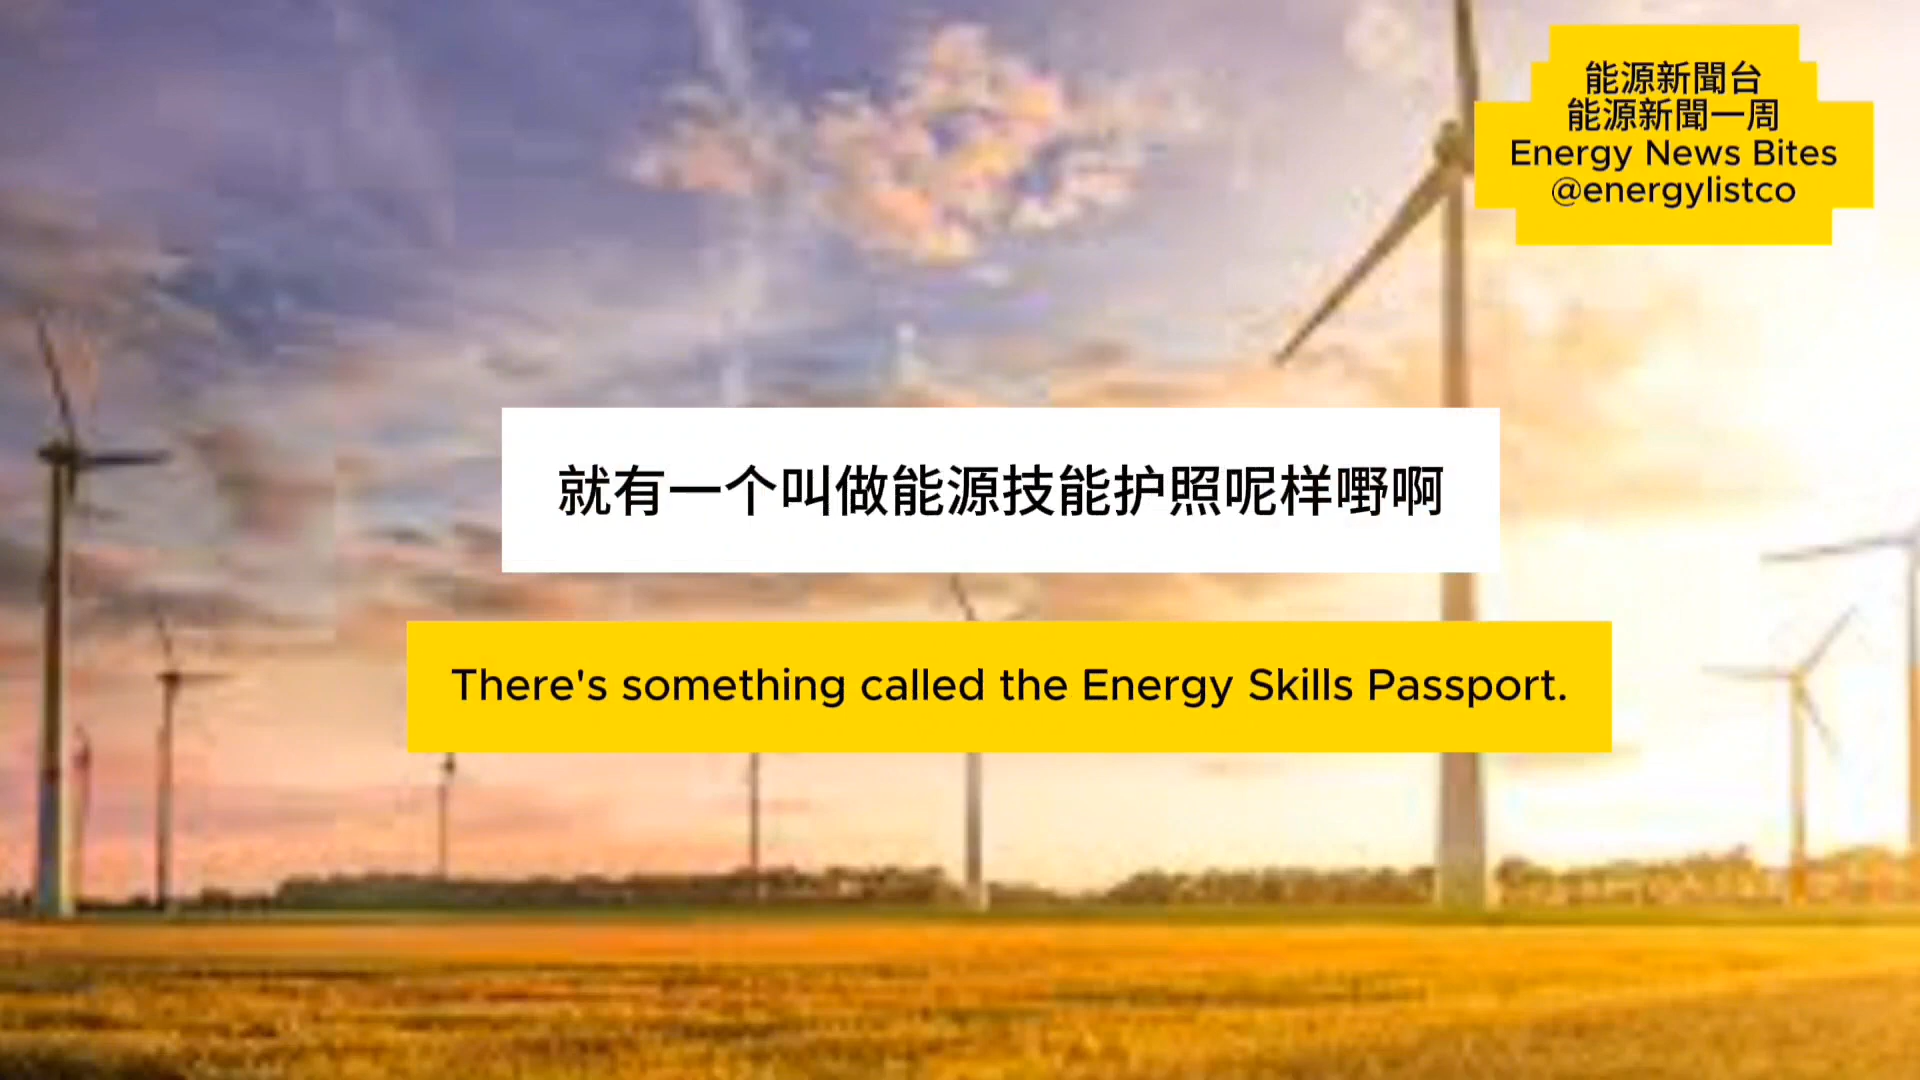 能源新聞台
能源新聞一周
Energy News Bites
@energylistco
就有一个叫做能源技能护照呢样嘢啊
There's something called the Energy Skills Passport.